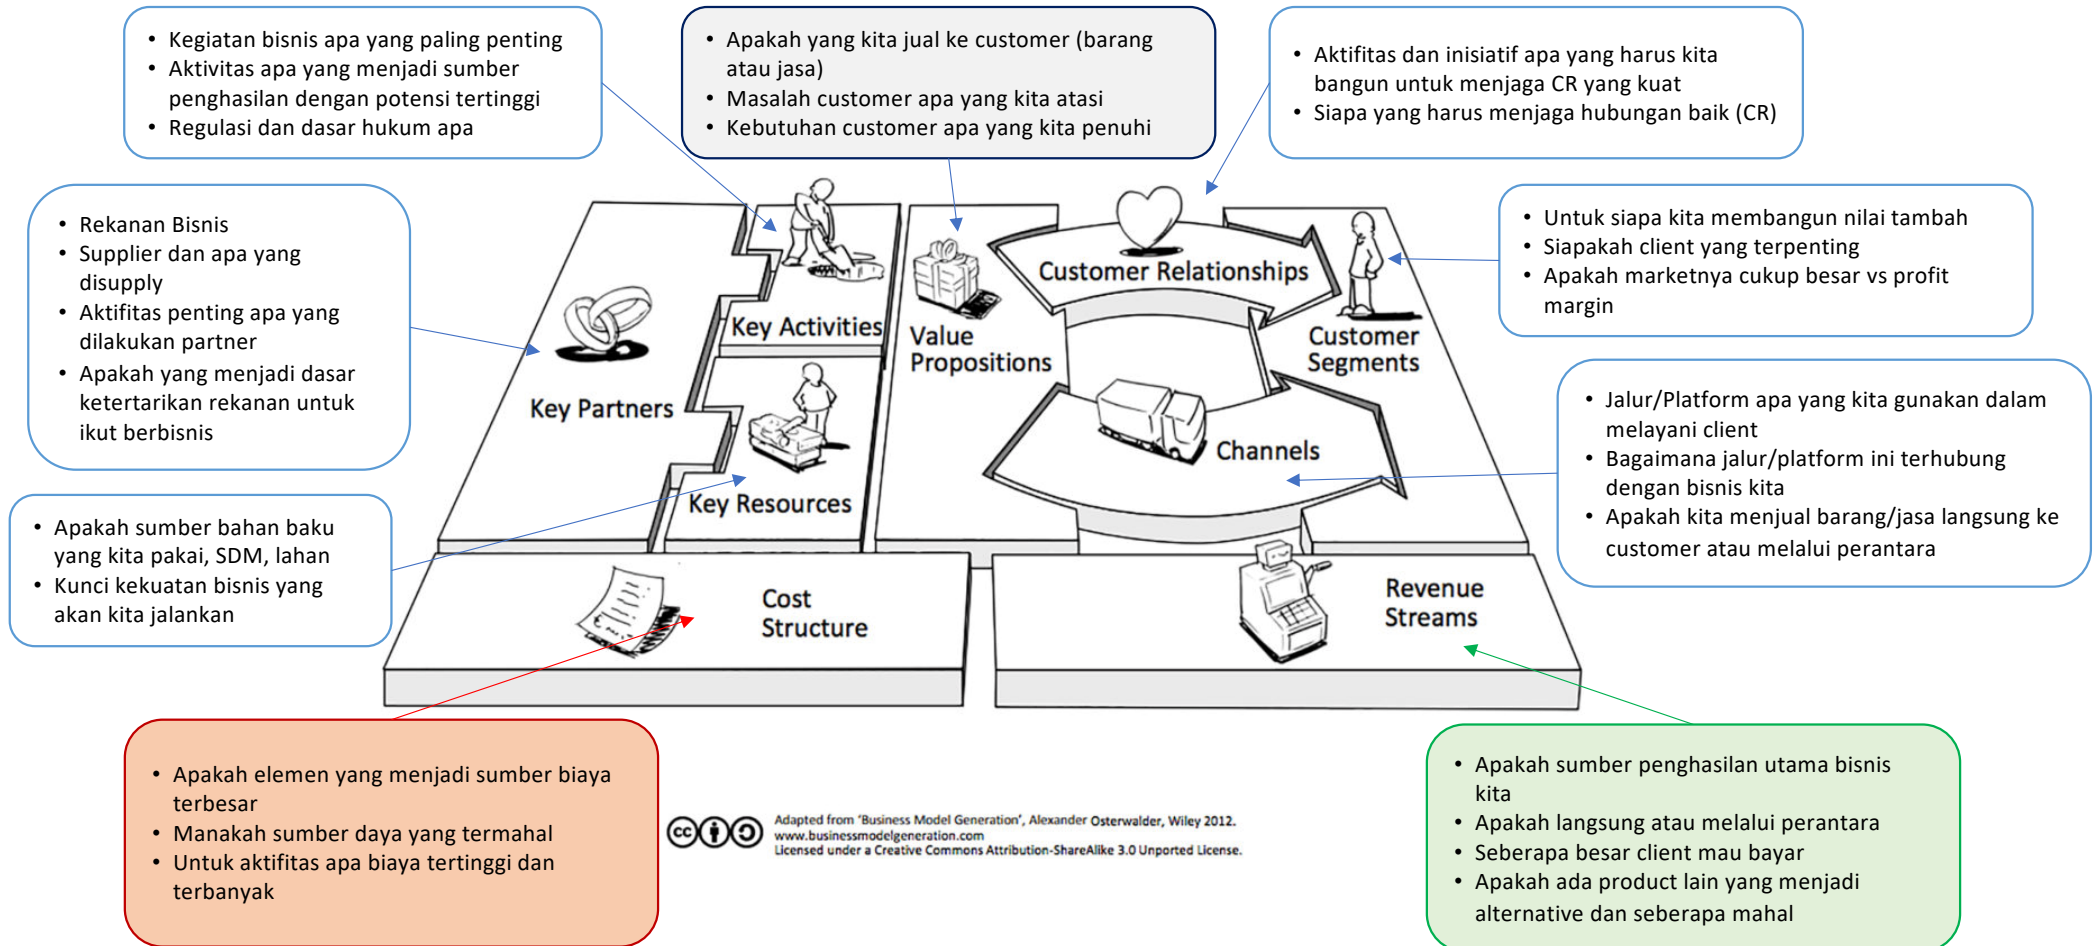 • Kegiatan bisnis apa yang paling penting
• Aktivitas apa yang menjadi sumber
penghasilan dengan potensi tertinggi
• Regulasi dan dasar hukum apa
• Apakah yang kita jual ke customer (barang
atau jasa)
• Masalah customer apa yang kita atasi
• Kebutuhan customer apa yang kita penuhi
• Aktifitas dan inisiatif apa yang harus kita
bangun untuk menjaga CR yang kuat
• Siapa yang harus menjaga hubungan baik (CR)
• Rekanan Bisnis
• Supplier dan apa yang
disupply
• Aktifitas penting apa yang
dilakukan partner
• Apakah yang menjadi dasar
ketertarikan rekanan untuk
ikut berbisnis
• Untuk siapa kita membangun nilai tambah
• Siapakah client yang terpenting
• Apakah marketnya cukup besar vs profit
margin
Key Partners
Key Activities
Key Resources
Value
Propositions
Customer Relationships
Channels
Customer
Segments
• Jalur/Platform apa yang kita gunakan dalam
melayani client
• Bagaimana jalur/platform ini terhubung
dengan bisnis kita
• Apakah kita menjual barang/jasa langsung ke
customer atau melalui perantara
• Apakah sumber bahan baku
yang kita pakai, SDM, lahan
• Kunci kekuatan bisnis yang
akan kita jalankan
Cost
Structure
Revenue
Streams
• Apakah elemen yang menjadi sumber biaya
terbesar
• Manakah sumber daya yang termahal
• Untuk aktifitas apa biaya tertinggi dan
terbanyak
cc
Adapted from 'Business Model Generation', Alexander Osterwalder, Wiley 2012.
www.businessmodelgeneration.com
Licensed under a Creative Commons Attribution-ShareAlike 3.0 Unported License.
• Apakah sumber penghasilan utama bisnis
kita
• Apakah langsung atau melalui perantara
• Seberapa besar client mau bayar
• Apakah ada product lain yang menjadi
alternative dan seberapa mahal